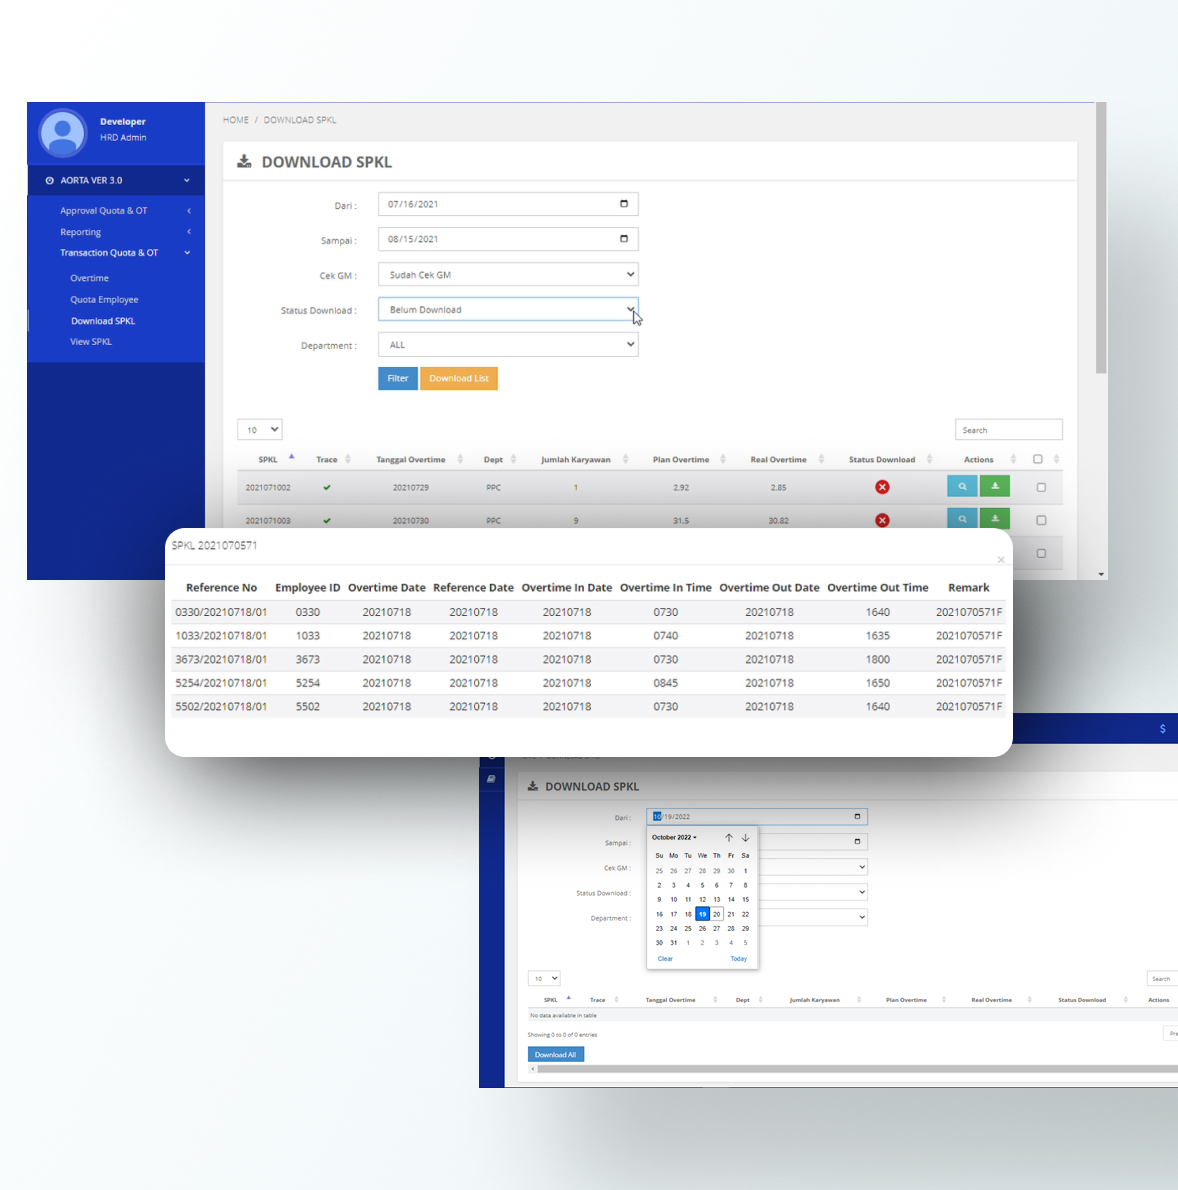 Developer
HRD Admin
AORTA VER 3.0
Approval Quota & OT
Reporting
Transaction Quota & OT
Overtime
Quota Employee
Download SPKL
View SPKL
HOME / DOWNLOAD SPKL
DOWNLOAD SPKL
Dari : 07/16/2021
Sampai : 08/15/2021
Cek GM : Sudah Cek GM
Status Download : Belum Download
Department : ALL
Filter Download List
10 Search
SPKL Trace Tanggal Overtime Dept Jumlah Karyawan Plan Overtime Real Overtime Status Download Actions
2021071002 20210729 PPC 1 2.92 2.85
2021071003 20210730 PPC 9 31.5 30.82
SPKL 2021070571
×
Reference No Employee ID Overtime Date Reference Date Overtime In Date Overtime In Time Overtime Out Date Overtime Out Time Remark
0330/20210718/01 0330 20210718 20210718 20210718 0730 20210718 1640 2021070571F
1033/20210718/01 1033 20210718 20210718 20210718 0740 20210718 1635 2021070571F
3673/20210718/01 3673 20210718 20210718 20210718 0730 20210718 1800 2021070571F
5254/20210718/01 5254 20210718 20210718 20210718 0845 20210718 1650 2021070571F
5502/20210718/01 5502 20210718 20210718 20210718 0730 20210718 1640 2021070571F
$
DOWNLOAD SPKL
Dari : 10/19/2022
Sampai :
Cek GM :
Status Download :
Department :
October 2022
Su Mo Tu We Th Fr Sa
25 26 27 28 29 30 1
2 3 4 5 6 7 8
9 10 11 12 13 14 15
16 17 18 19 20 21 22
23 24 25 26 27 28 29
30 31 1 2 3 4 5
Clear Today
10 Search
SPKL Trace Tanggal Overtime Dept Jumlah Karyawan Plan Overtime Real Overtime Status Download Actions
No data available in table
Showing 0 to 0 of 0 entries
Pre
Download All